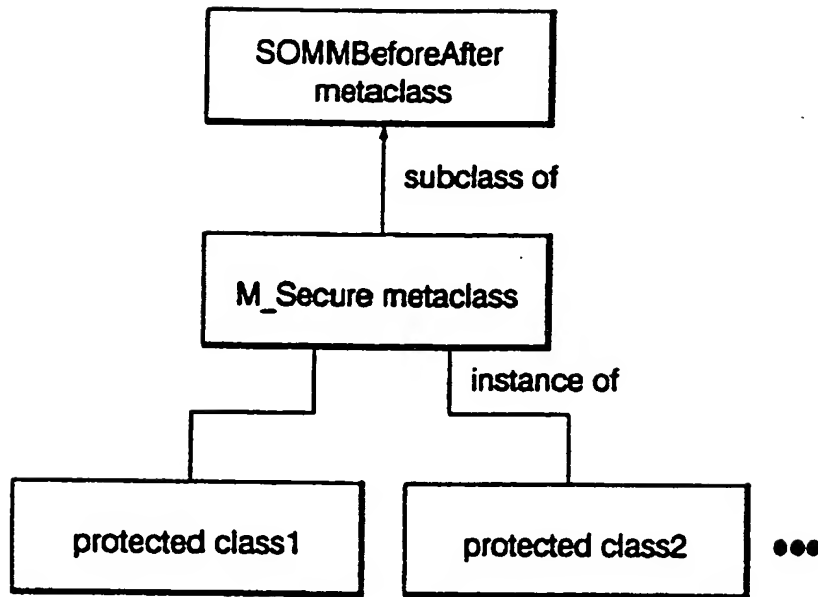 SOMMBeforeAfter
metaclass
subclass of
M_Secure metaclass
instance of
protected class1
protected class2